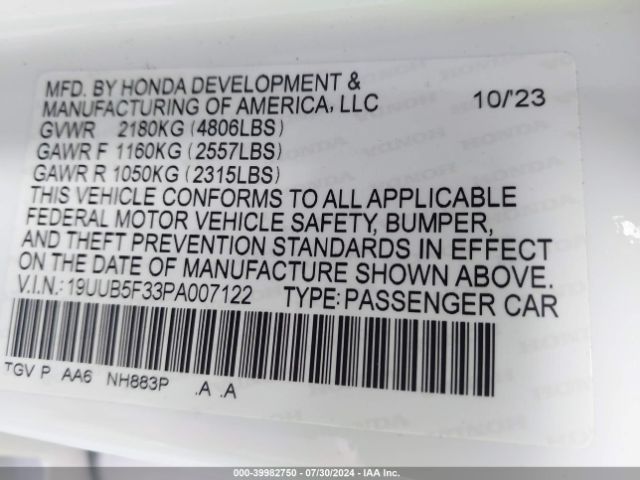 MFD. BY HONDA DEVELOPMENT &
MANUFACTURING OF AMERICA, LLC 10/'23
GVWR 2180KG (4806LBS)
GAWR F 1160KG (2557LBS)
GAWR R 1050KG (2315LBS)
THIS VEHICLE CONFORMS TO ALL APPLICABLE
FEDERAL MOTOR VEHICLE SAFETY, BUMPER,
AND THEFT PREVENTION STANDARDS IN EFFECT
ON THE DATE OF MANUFACTURE SHOWN ABOVE.
V.I.N.:19UUB5F33PA007122 TYPE:PASSENGER CAR
TGV P AA6 NH883P .A .A
000-39982750 - 07/30/2024 - IAA Inc.